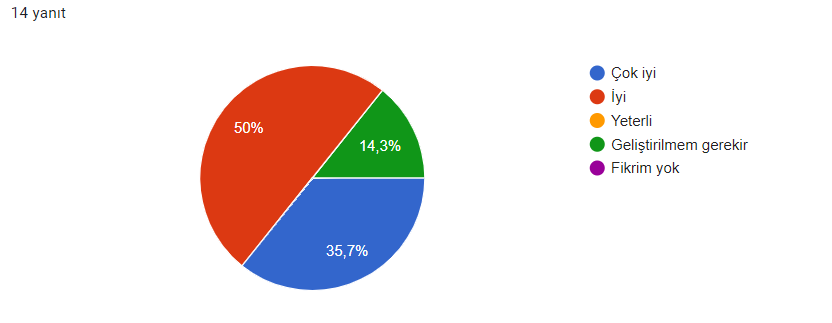 14 yanıt
50%
14,3%
35,7%
Çok iyi
İyi
Yeterli
Geliştirilmem gerekir
Fikrim yok